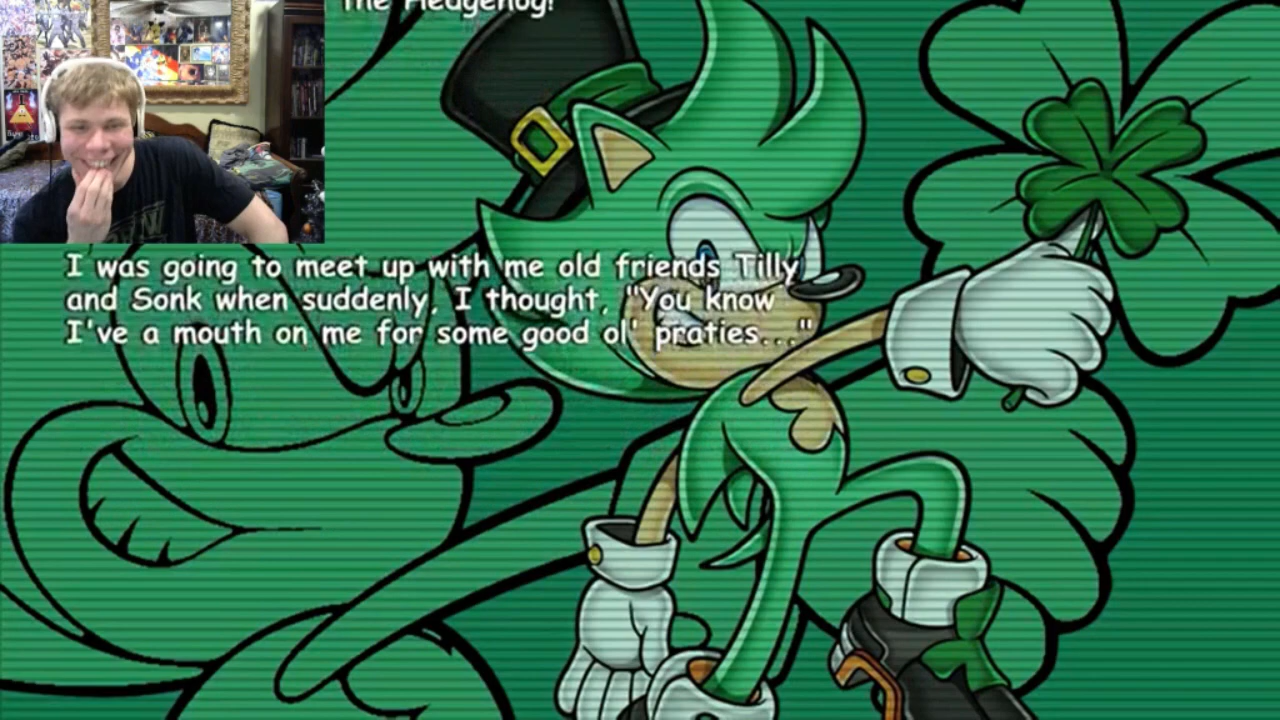 The Hedgehog!
I was going to meet up with me old friends Tilly
and Sonk when suddenly, I thought, "You know
I've a mouth on me for some good ol' praties..."